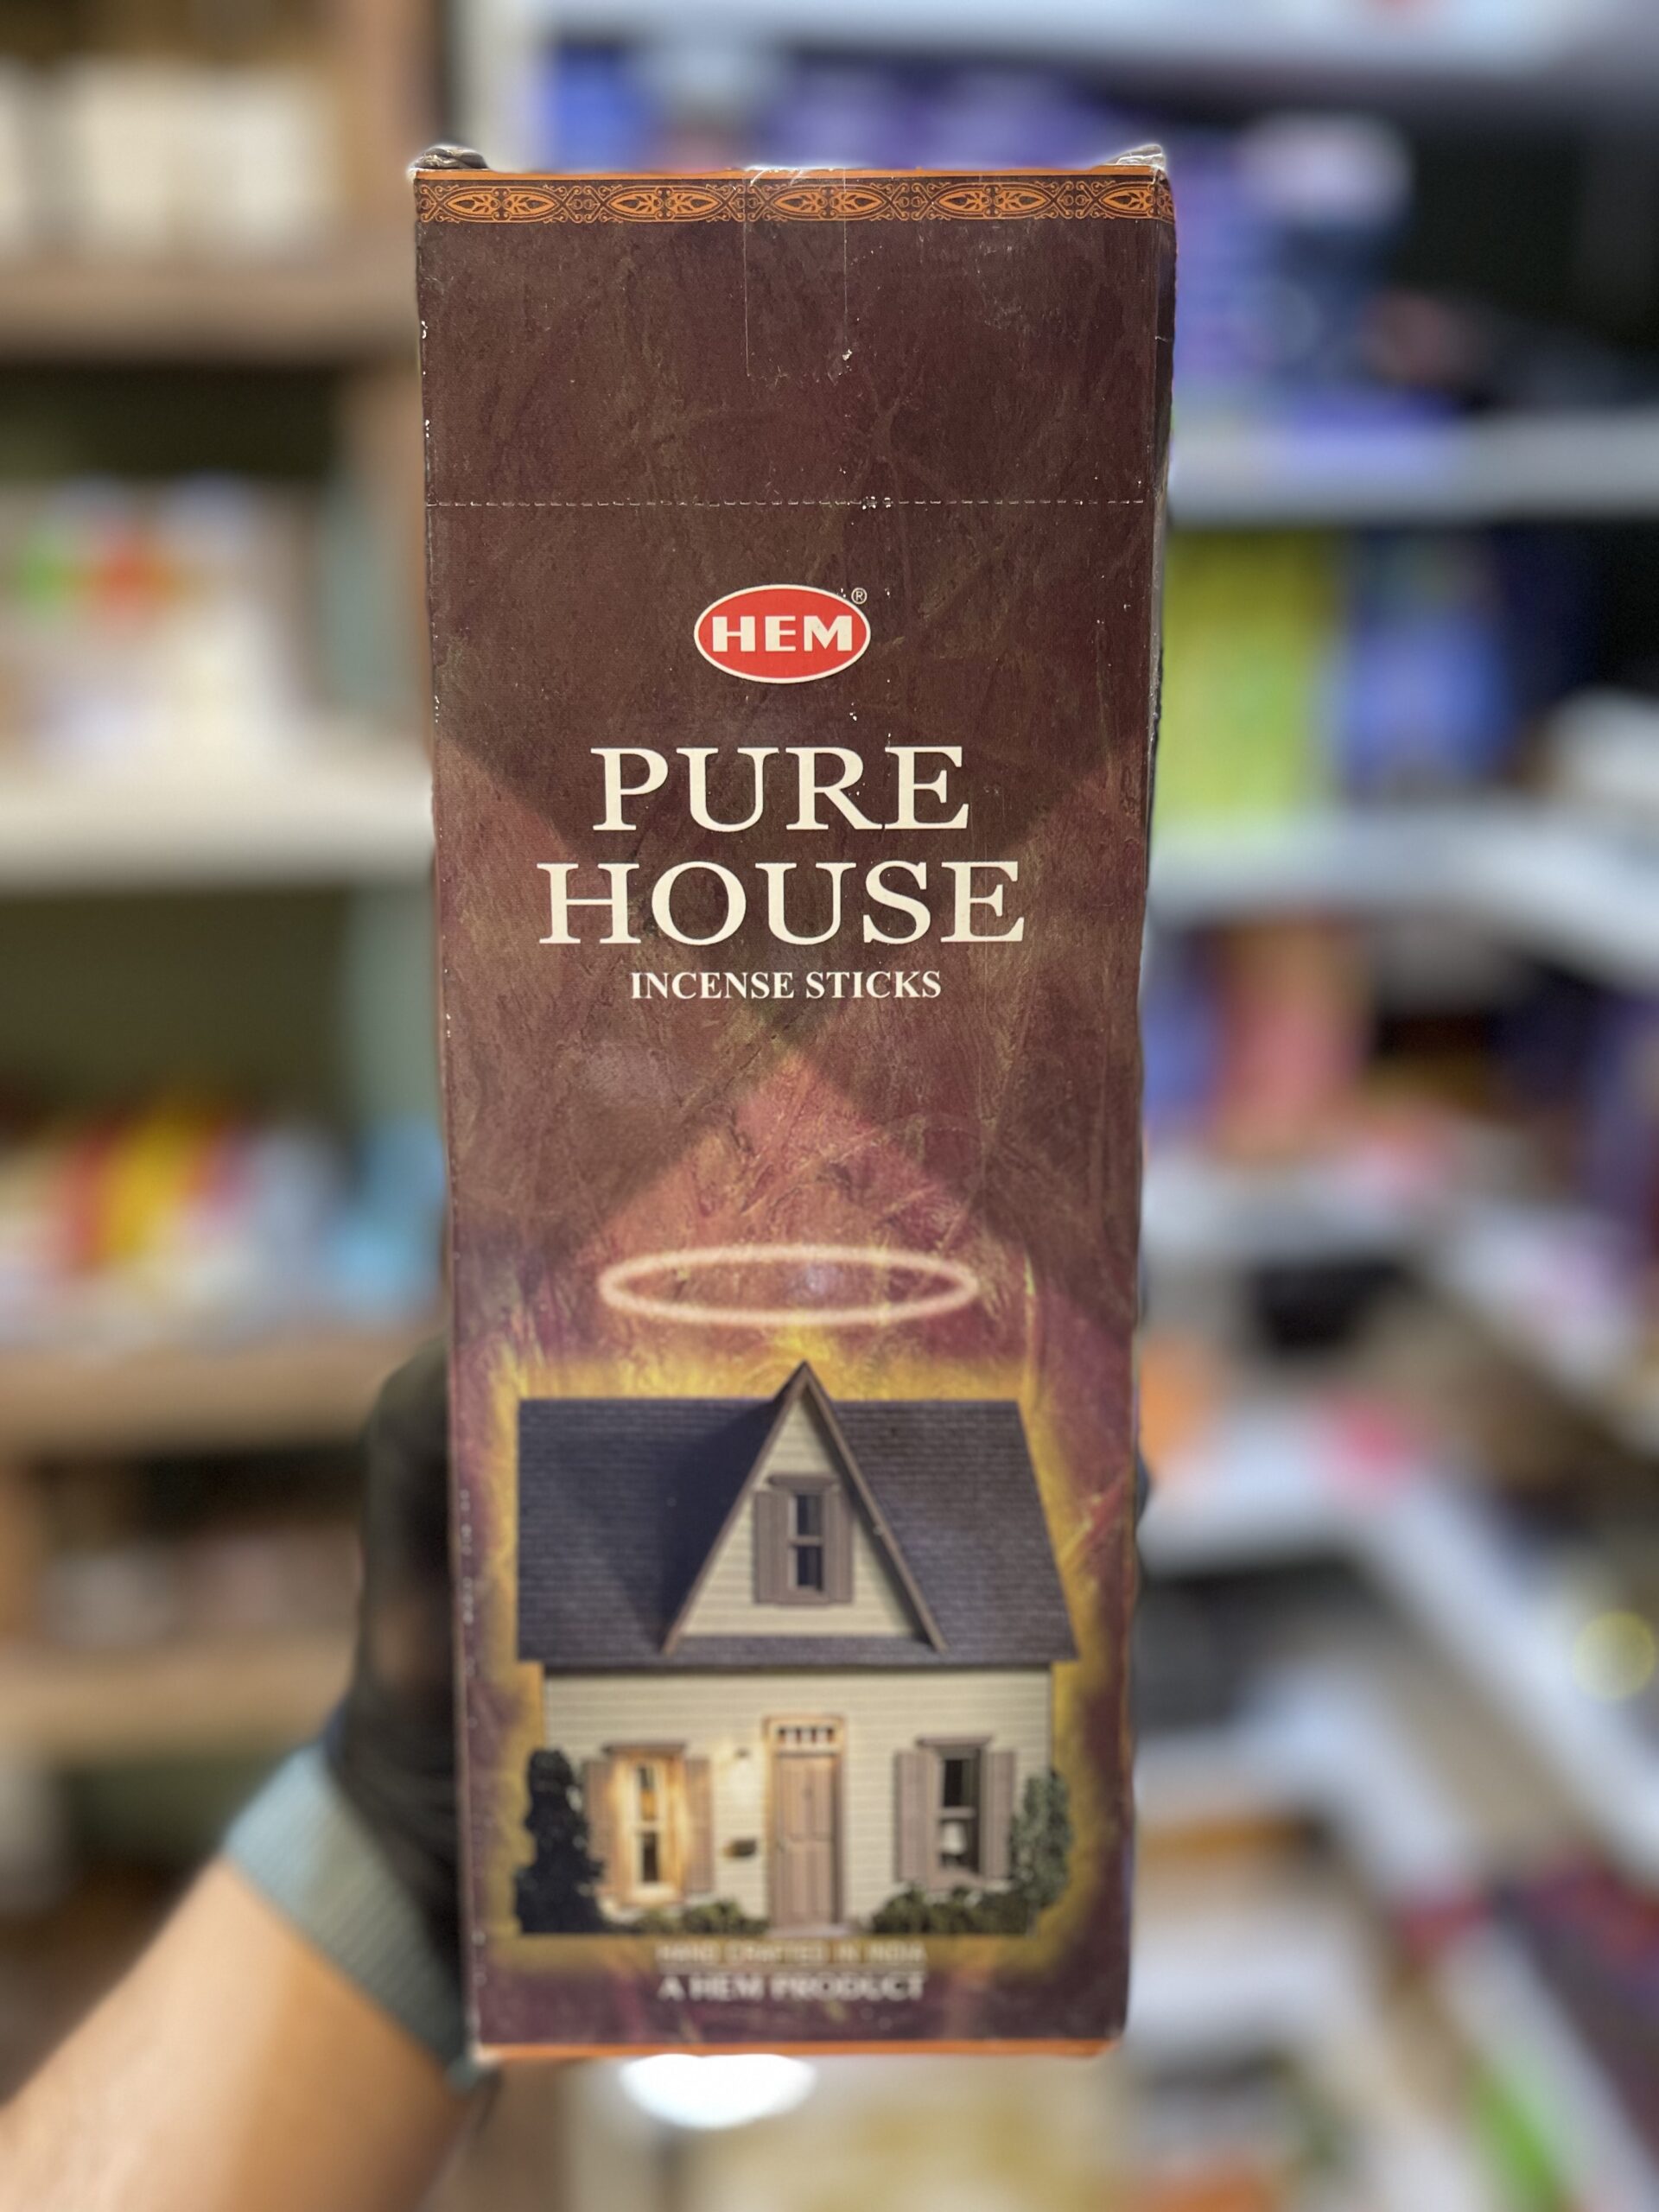 HEM®
PURE
HOUSE
INCENSE STICKS
HAND CRAFTED IN INDIA
A HEM PRODUCT